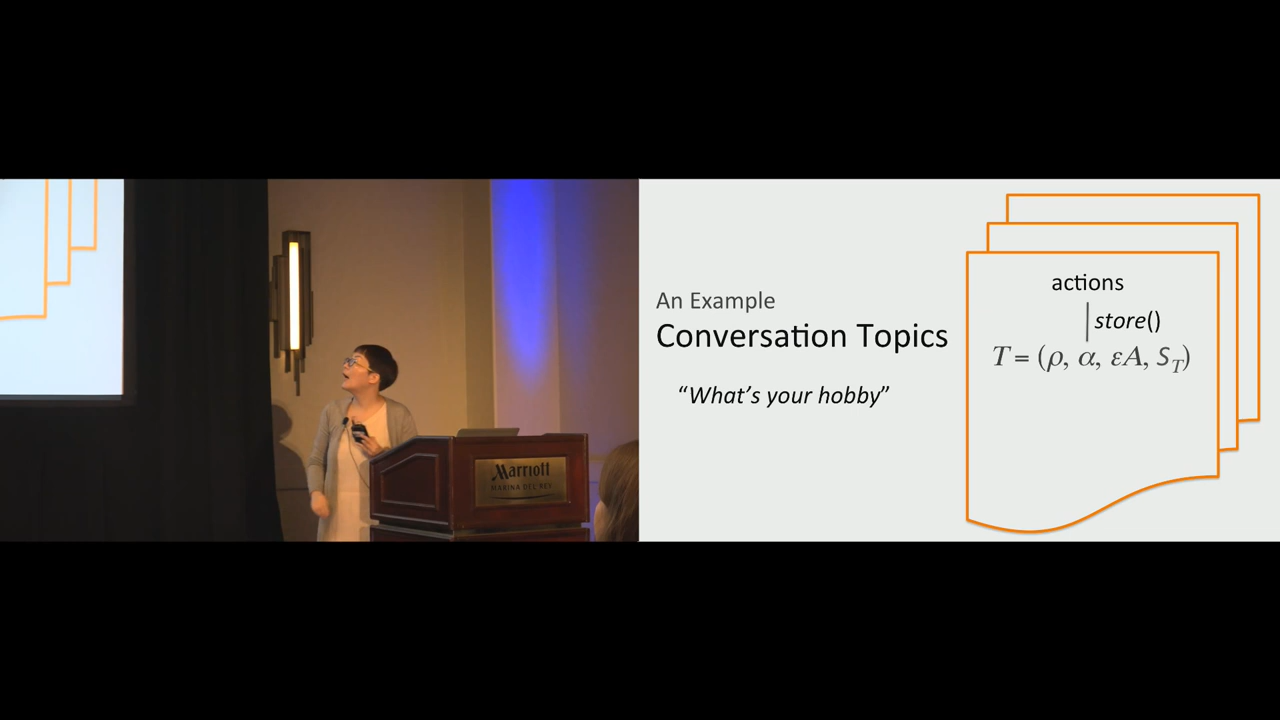 Marriott
MARINA DEL REY
An Example
Conversation Topics
“What’s your hobby”
actions
store()
T = (ρ, α, εA, S_T)